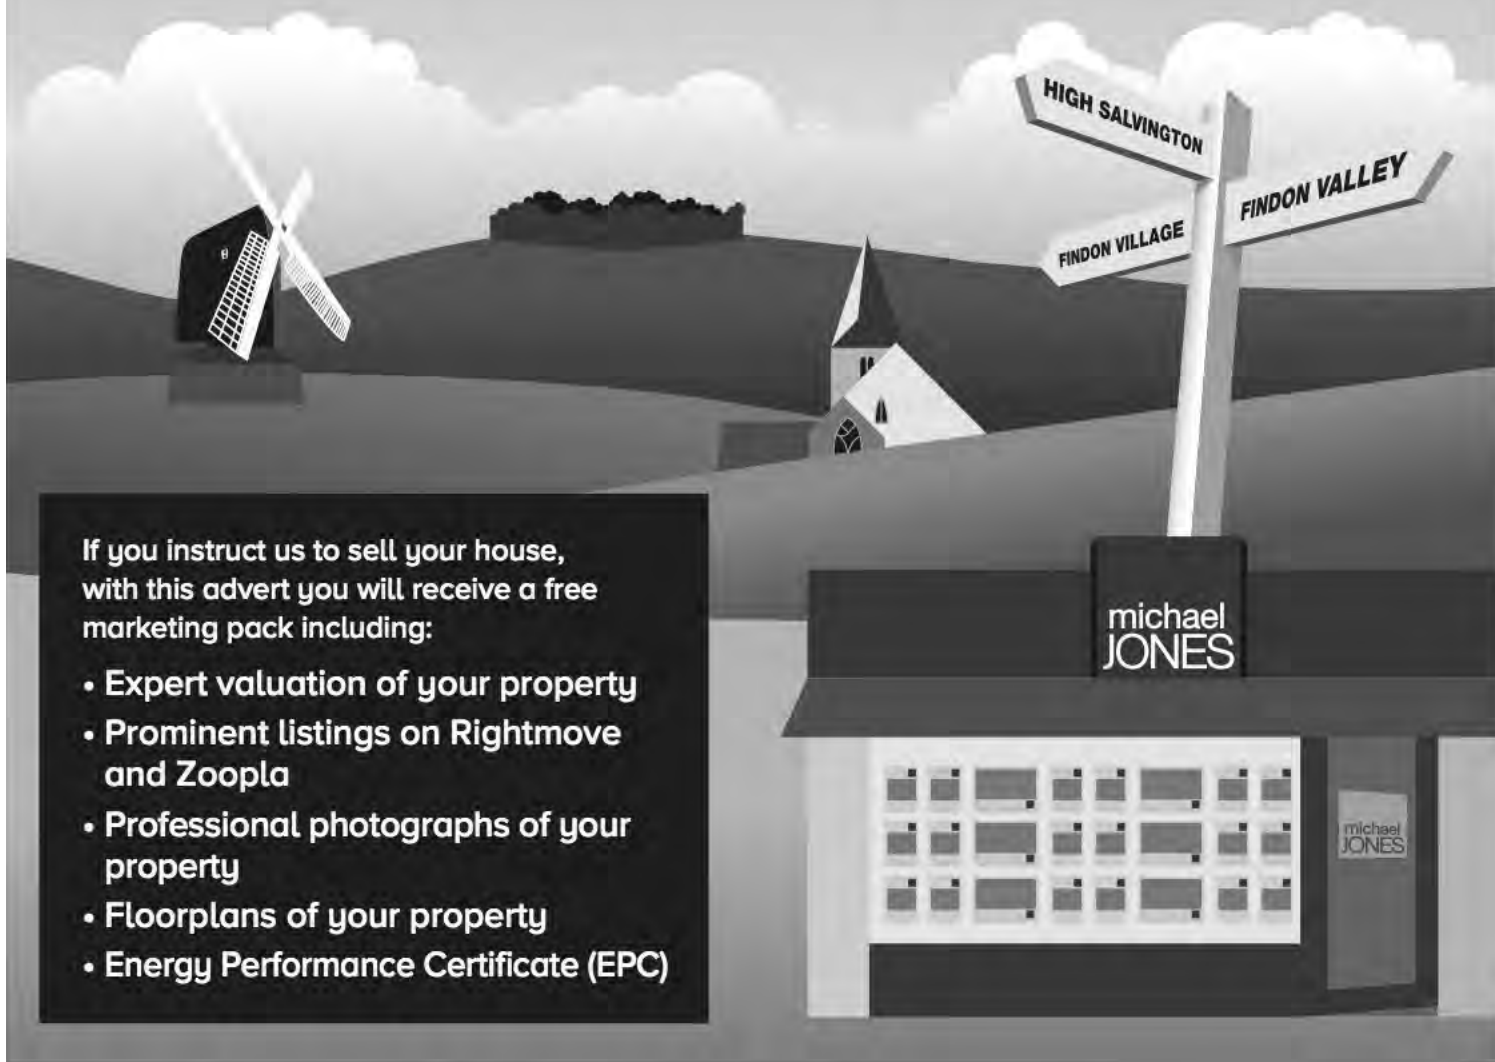 HIGH SALVINGTON
FINDON VALLEY
FINDON VILLAGE
If you instruct us to sell your house,
with this advert you will receive a free
marketing pack including:
• Expert valuation of your property
• Prominent listings on Rightmove
and Zoopla
• Professional photographs of your
property
• Floorplans of your property
• Energy Performance Certificate (EPC)
michael
JONES
michael
JONES